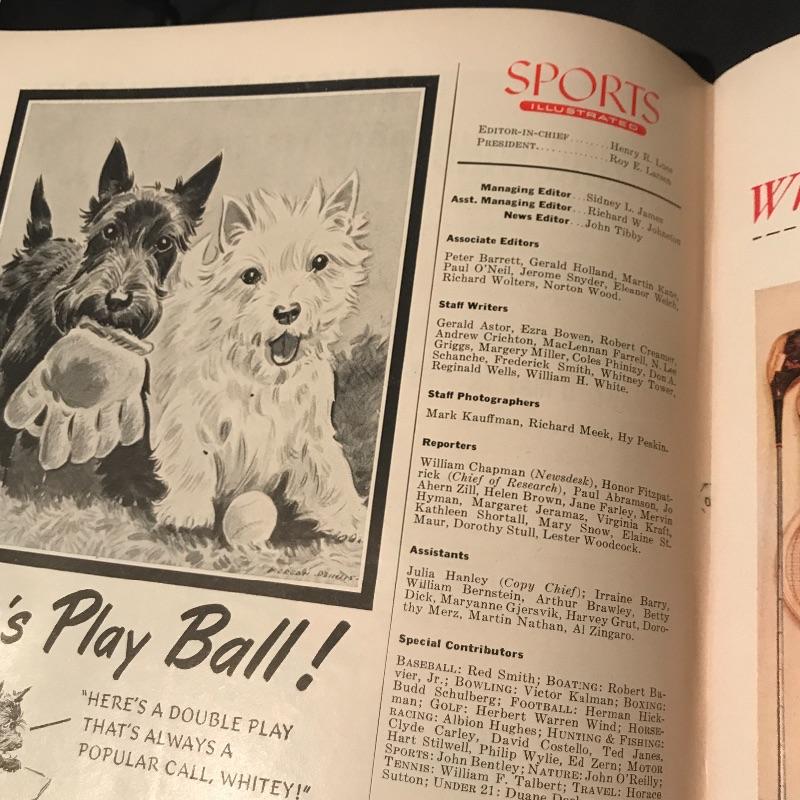 SPORTS
ILLUSTRATED
EDITOR-IN-CHIEF........Henry R. Luce
PRESIDENT............Roy E. Larsen
Managing Editor...Sidney L. James
Asst. Managing Editor...Richard W. Johnston
News Editor...John Tibby
Associate Editors
Peter Barrett, Gerald Holland, Martin Kane,
Paul O'Neil, Jerome Snyder, Eleanor Welch,
Richard Wolters, Norton Wood.
Staff Writers
Gerald Astor, Ezra Bowen, Robert Creamer,
Andrew Crichton, MacLennan Farrell, N. Lee
Griggs, Margery Miller, Coles Phinizy, Don A.
Schanche, Frederick Smith, Whitney Tower,
Reginald Wells, William H. White.
Staff Photographers
Mark Kauffman, Richard Meek, Hy Peskin.
Reporters
William Chapman (Newsdesk), Honor Fitzpat-
rick (Chief of Research), Paul Abramson, Jo
Ahern Zill, Helen Brown, Jane Farley, Mervin
Hyman, Margaret Jeramaz, Virginia Kraft,
Kathleen Shortall, Mary Snow, Elaine St.
Maur, Dorothy Stull, Lester Woodcock.
Assistants
Julia Hanley (Copy Chief); Irraine Barry,
William Bernstein, Arthur Brawley, Betty
Dick, Maryanne Gjersvik, Harvey Grut, Doro-
thy Merz, Martin Nathan, Al Zingaro.
Special Contributors
BASEBALL: Red Smith; BOATING: Robert Ba-
vier, Jr.; BOWLING: Victor Kalman; BOXING:
Budd Schulberg; FOOTBALL: Herman Hick-
man; GOLF: Herbert Warren Wind; HORSE-
RACING: Albion Hughes; HUNTING & FISHING:
Clyde Carley, David Costello, Ted Janes,
Hart Stilwell, Philip Wylie, Ed Zern; MOTOR
SPORTS: John Bentley; NATURE: John O'Reilly;
TENNIS: William F. Talbert; TRAVEL: Horace
Sutton; UNDER 21: Duane
MORGAN DENNIS
's Play Ball!
"HERE'S A DOUBLE PLAY
THAT'S ALWAYS A
POPULAR CALL, WHITEY!"